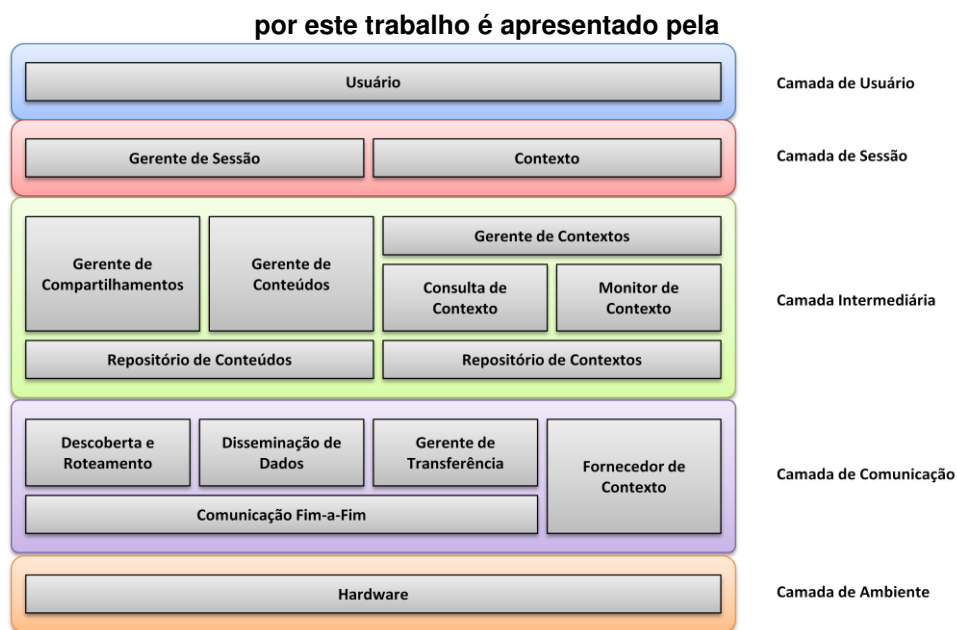 por este trabalho é apresentado pela
Usuário
Camada de Usuário
Gerente de Sessão
Contexto
Camada de Sessão
Gerente de
Compartilhamentos
Gerente de
Conteúdos
Gerente de Contextos
Consulta de
Contexto
Monitor de
Contexto
Repositório de Conteúdos
Repositório de Contextos
Camada Intermediária
Descoberta e
Roteamento
Disseminação de
Dados
Gerente de
Transferência
Fornecedor de
Contexto
Comunicação Fim-a-Fim
Camada de Comunicação
Hardware
Camada de Ambiente